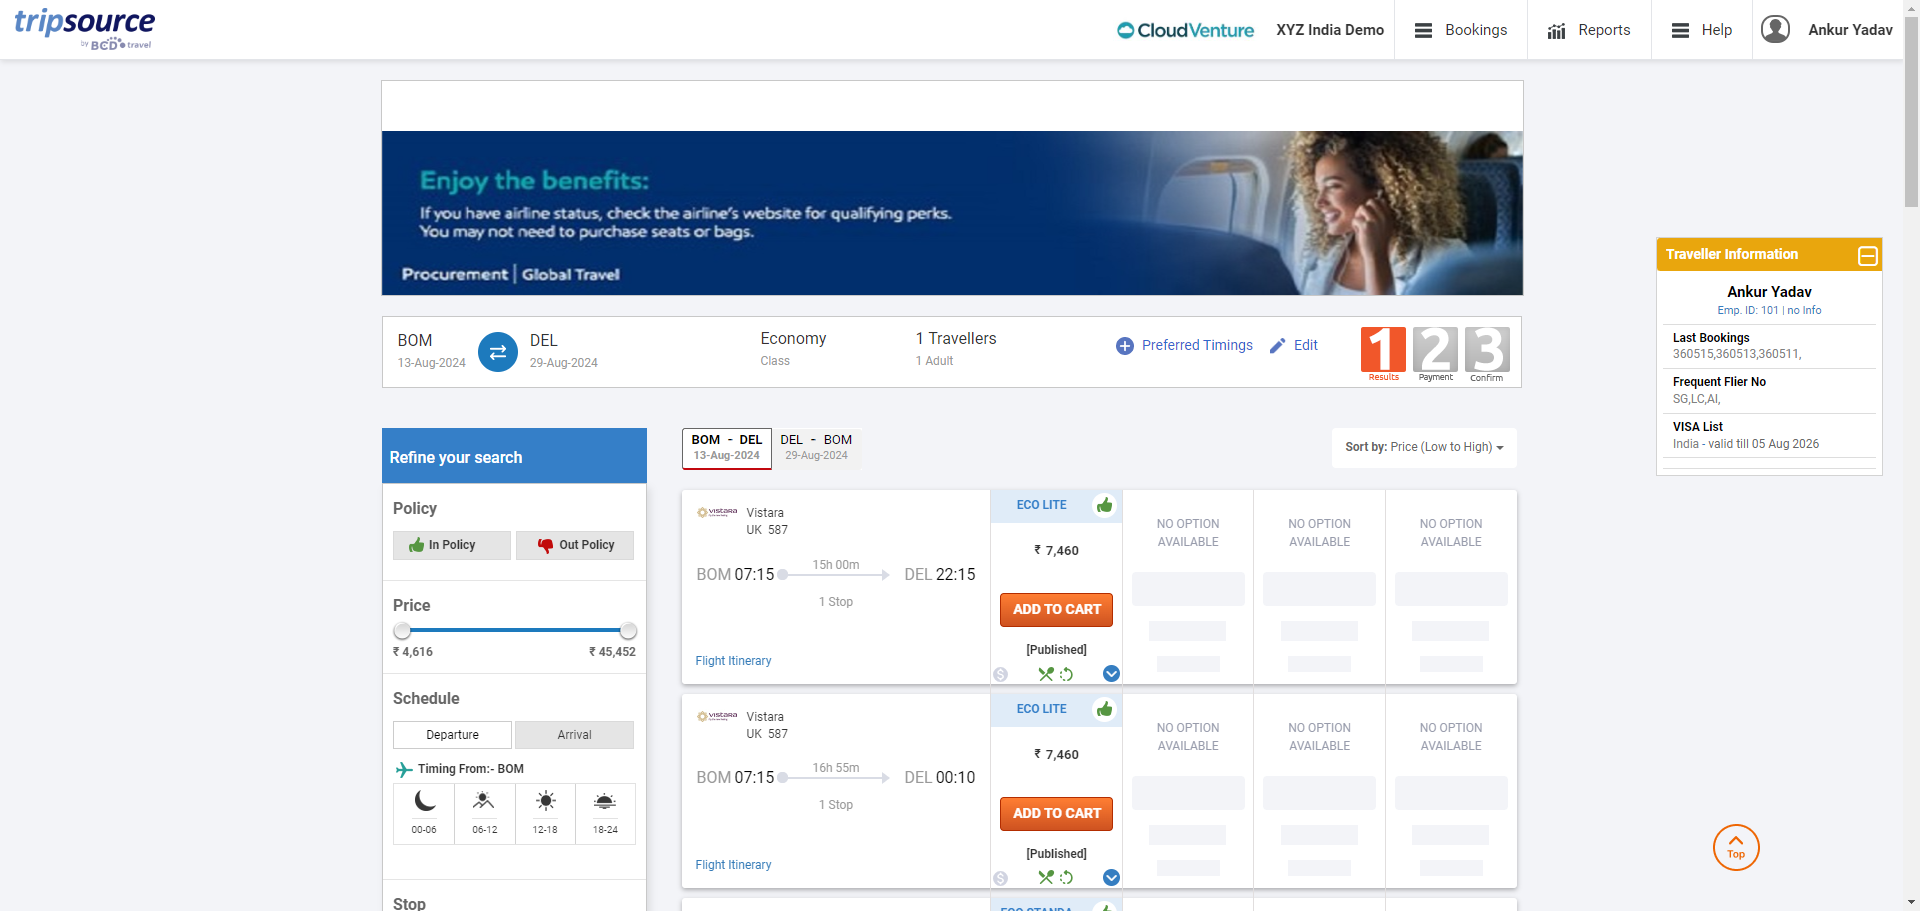 tripsource
by BCD travel
CloudVenture
XYZ India Demo
Bookings
Reports
Help
Ankur Yadav
Enjoy the benefits:
If you have airline status, check the airline's website for qualifying perks.
You may not need to purchase seats or bags.
Procurement | Global Travel
Traveller Information
Ankur Yadav
Emp. ID: 101 | no Info
Last Bookings
360515,360513,360511,
Frequent Flier No
SG,LC,AI,
VISA List
India - valid till 05 Aug 2026
BOM
13-Aug-2024
DEL
29-Aug-2024
Economy
Class
1 Travellers
1 Adult
Preferred Timings
Edit
1 2 3
Results Payment Confirm
Refine your search
Policy
In Policy
Out Policy
Price
₹ 4,616
₹ 45,452
Schedule
Departure
Arrival
Timing From:- BOM
00-06
06-12
12-18
18-24
Stop
BOM - DEL
13-Aug-2024
DEL - BOM
29-Aug-2024
Sort by: Price (Low to High)
VISTARA
Vistara
UK 587
BOM 07:15
15h 00m
DEL 22:15
1 Stop
Flight Itinerary
ECO LITE
₹ 7,460
ADD TO CART
[Published]
NO OPTION
AVAILABLE
NO OPTION
AVAILABLE
NO OPTION
AVAILABLE
VISTARA
Vistara
UK 587
BOM 07:15
16h 55m
DEL 00:10
1 Stop
Flight Itinerary
ECO LITE
₹ 7,460
ADD TO CART
[Published]
NO OPTION
AVAILABLE
NO OPTION
AVAILABLE
NO OPTION
AVAILABLE
ECO STANDA
Top